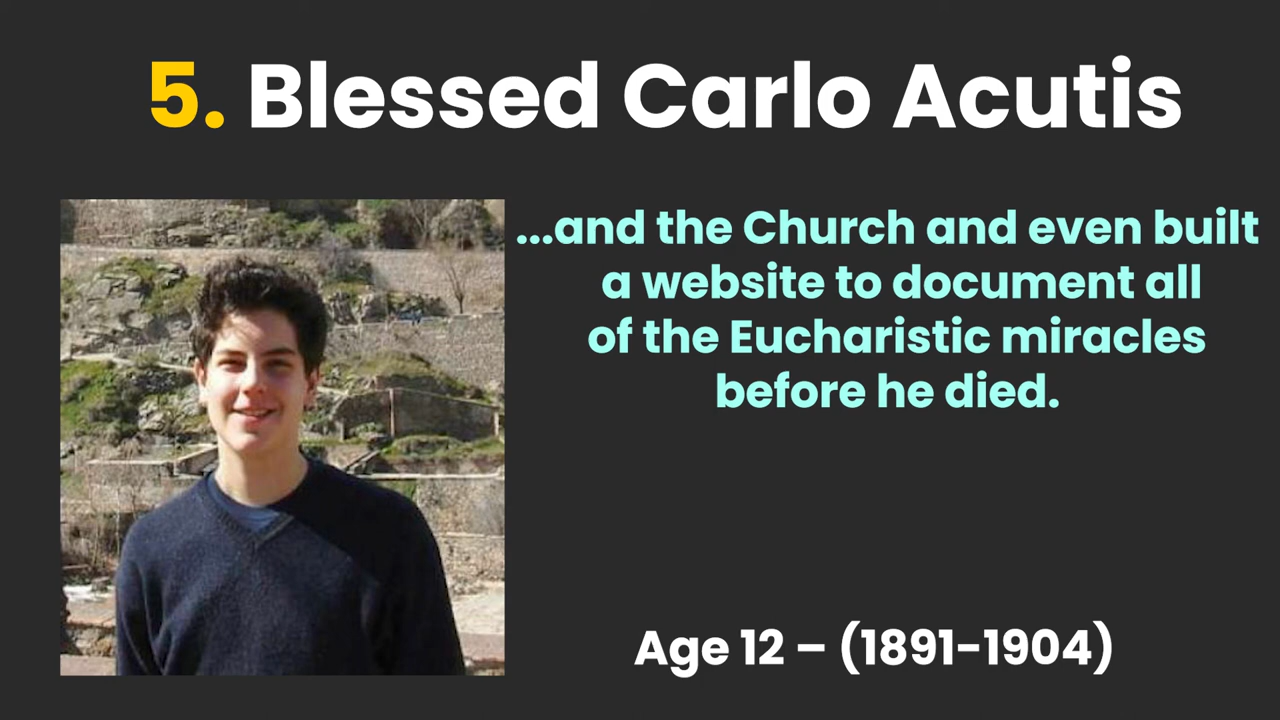 5. Blessed Carlo Acutis
...and the Church and even built
a website to document all
of the Eucharistic miracles
before he died.
Age 12 – (1891-1904)